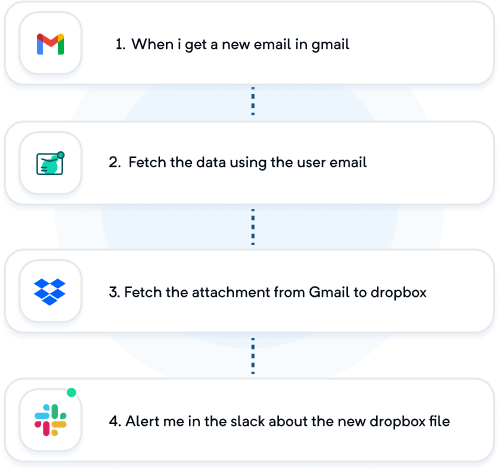 1. When i get a new email in gmail
2. Fetch the data using the user email
3. Fetch the attachment from Gmail to dropbox
4. Alert me in the slack about the new dropbox file